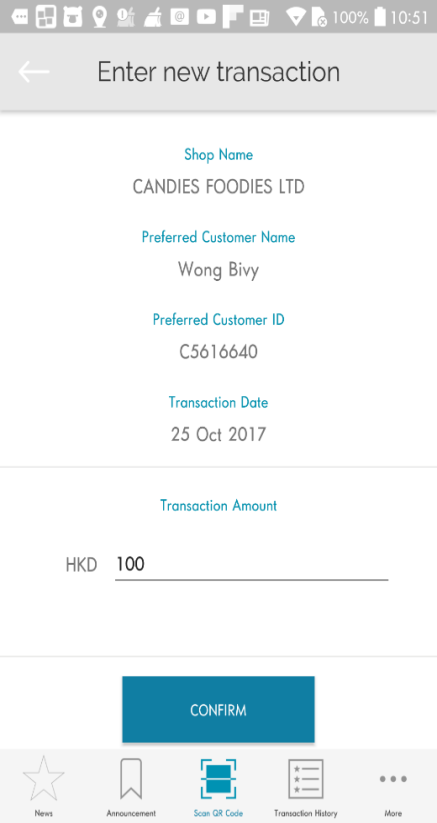 100% 10:51
Enter new transaction
Shop Name
CANDIES FOODIES LTD
Preferred Customer Name
Wong Bivy
Preferred Customer ID
C5616640
Transaction Date
25 Oct 2017
Transaction Amount
HKD 100
CONFIRM
News Announcement Scan QR Code Transaction History More